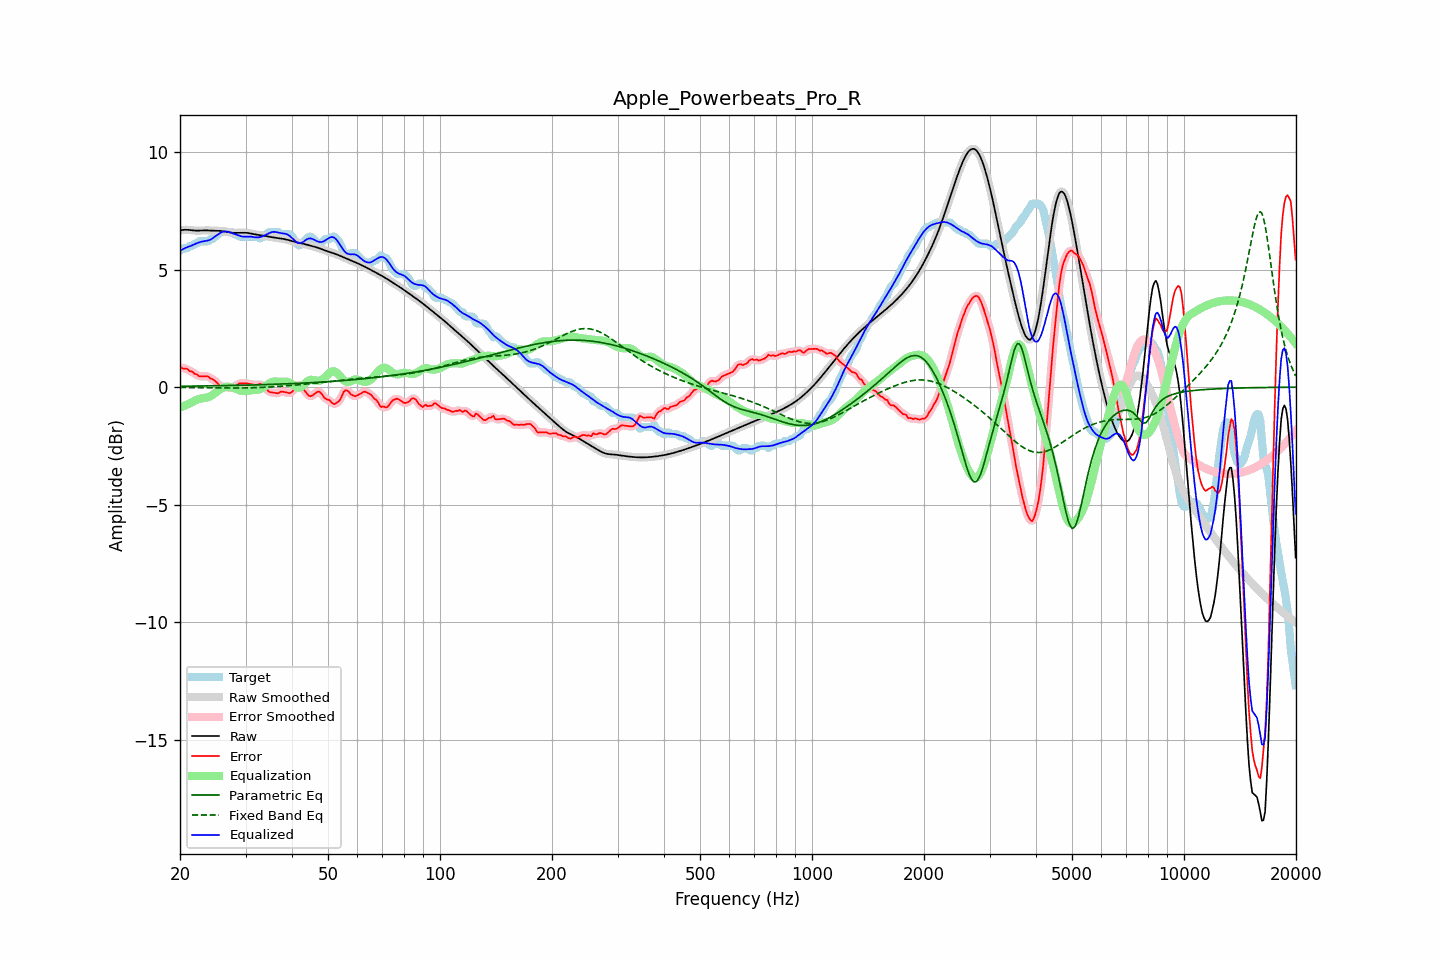 Apple_Powerbeats_Pro_R
10
5
0
−5
−10
−15
Amplitude (dBr)
Target
Raw Smoothed
Error Smoothed
Raw
Error
Equalization
Parametric Eq
Fixed Band Eq
Equalized
20
50
100
200
500
1000
2000
5000
10000
20000
Frequency (Hz)